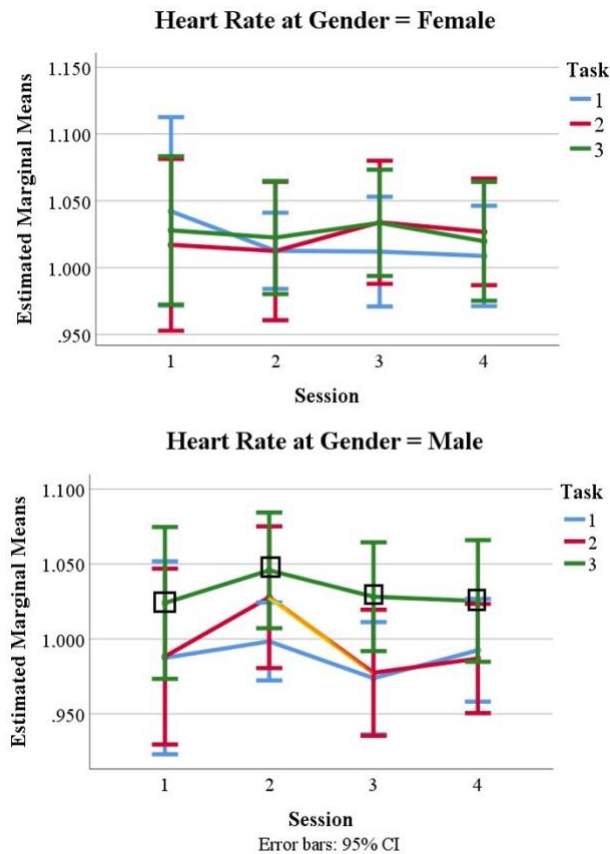 Heart Rate at Gender = Female
Estimated Marginal Means
1.150
1.100
1.050
1.000
.950
1 2 3 4
Session
Task
1
2
3
Heart Rate at Gender = Male
Estimated Marginal Means
1.100
1.050
1.000
.950
1 2 3 4
Session
Error bars: 95% CI
Task
1
2
3